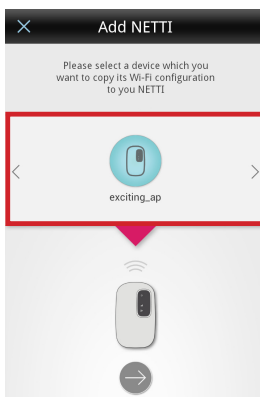 Add NETTI
Please select a device which you
want to copy its Wi-Fi configuration
to you NETTI
exciting_ap